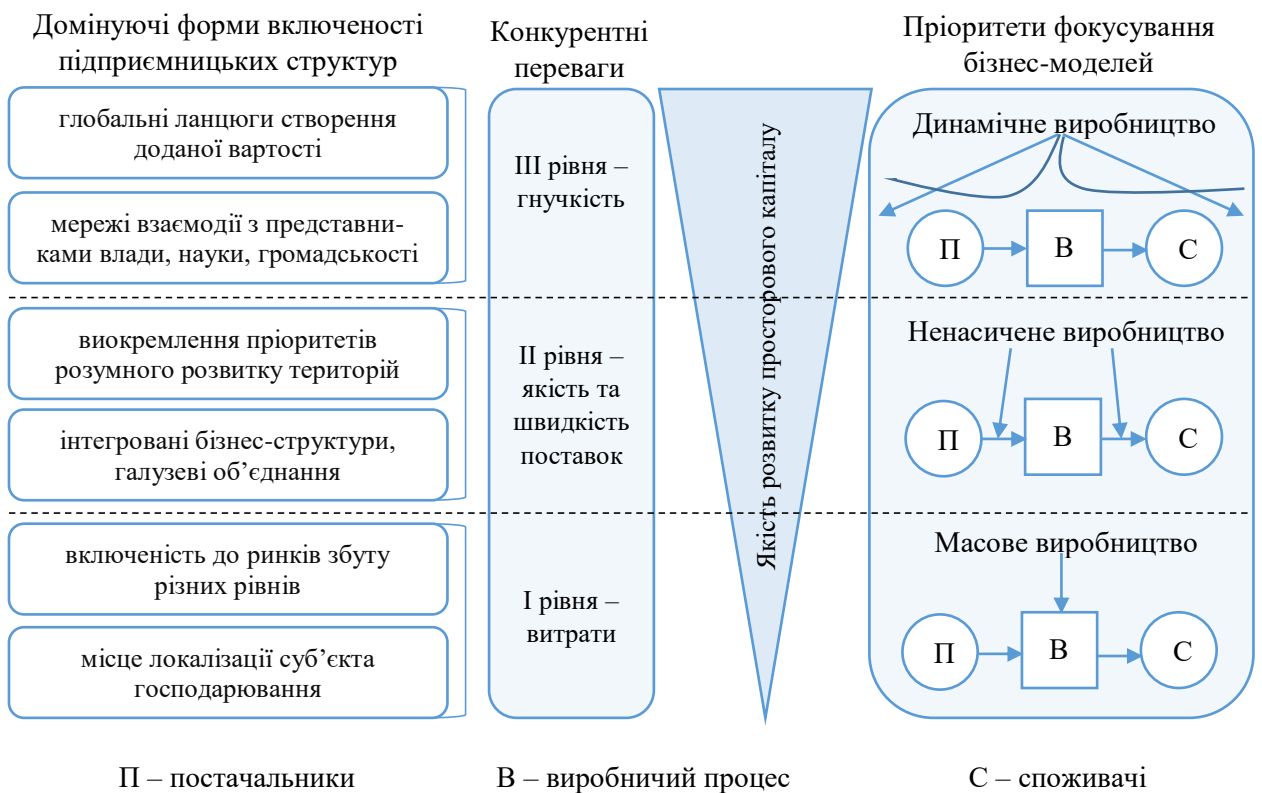 Домінуючі форми включеності
підприємницьких структур
глобальні ланцюги створення
доданої вартості
мережі взаємодії з представни-
ками влади, науки, громадськості
виокремлення пріоритетів
розумного розвитку територій
інтегровані бізнес-структури,
галузеві об’єднання
включеність до ринків збуту
різних рівнів
місце локалізації суб’єкта
господарювання
Конкурентні
переваги
ІІІ рівня –
гнучкість
ІІ рівня –
якість та
швидкість
поставок
І рівня –
витрати
Якість розвитку просторового капіталу
Пріоритети фокусування
бізнес-моделей
Динамічне виробництво
П В С
Ненасичене виробництво
П В С
Масове виробництво
П В С
П – постачальники В – виробничий процес С – споживачі